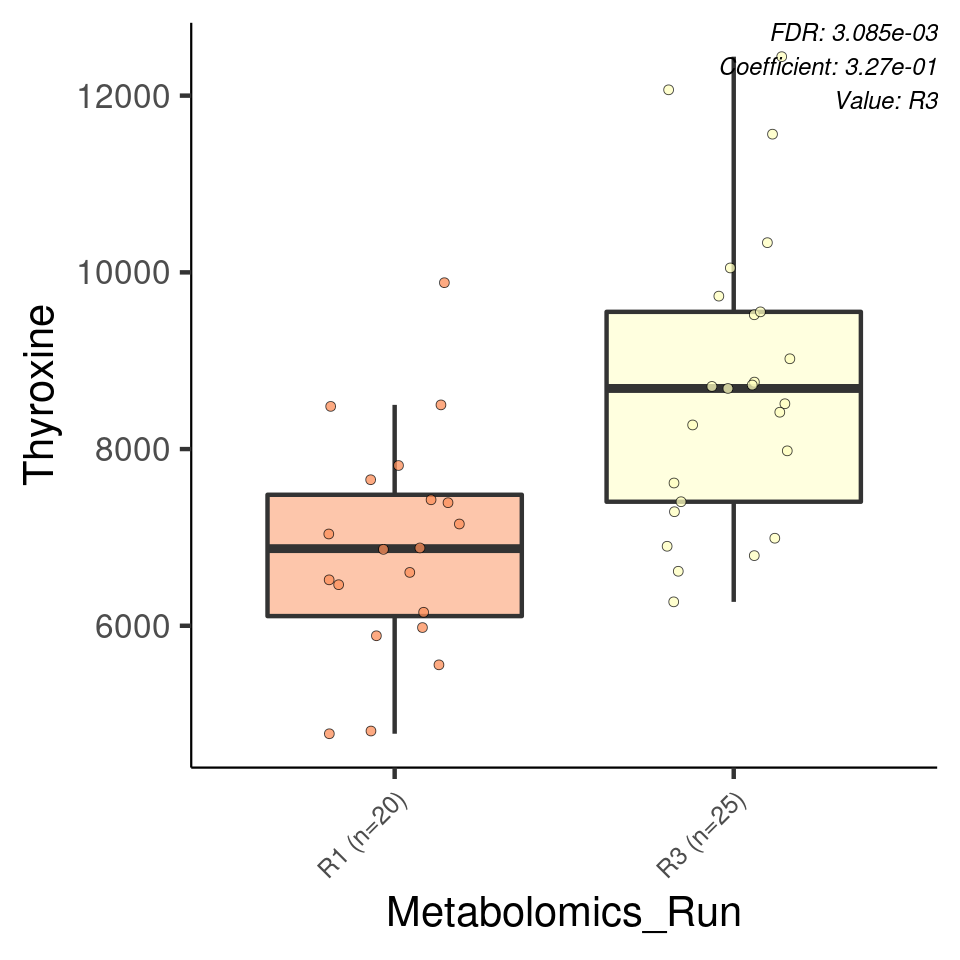 FDR: 3.085e-03
Coefficient: 3.27e-01
Value: R3
12000
10000
8000
6000
Thyroxine
R1 (n=20)
R3 (n=25)
Metabolomics_Run